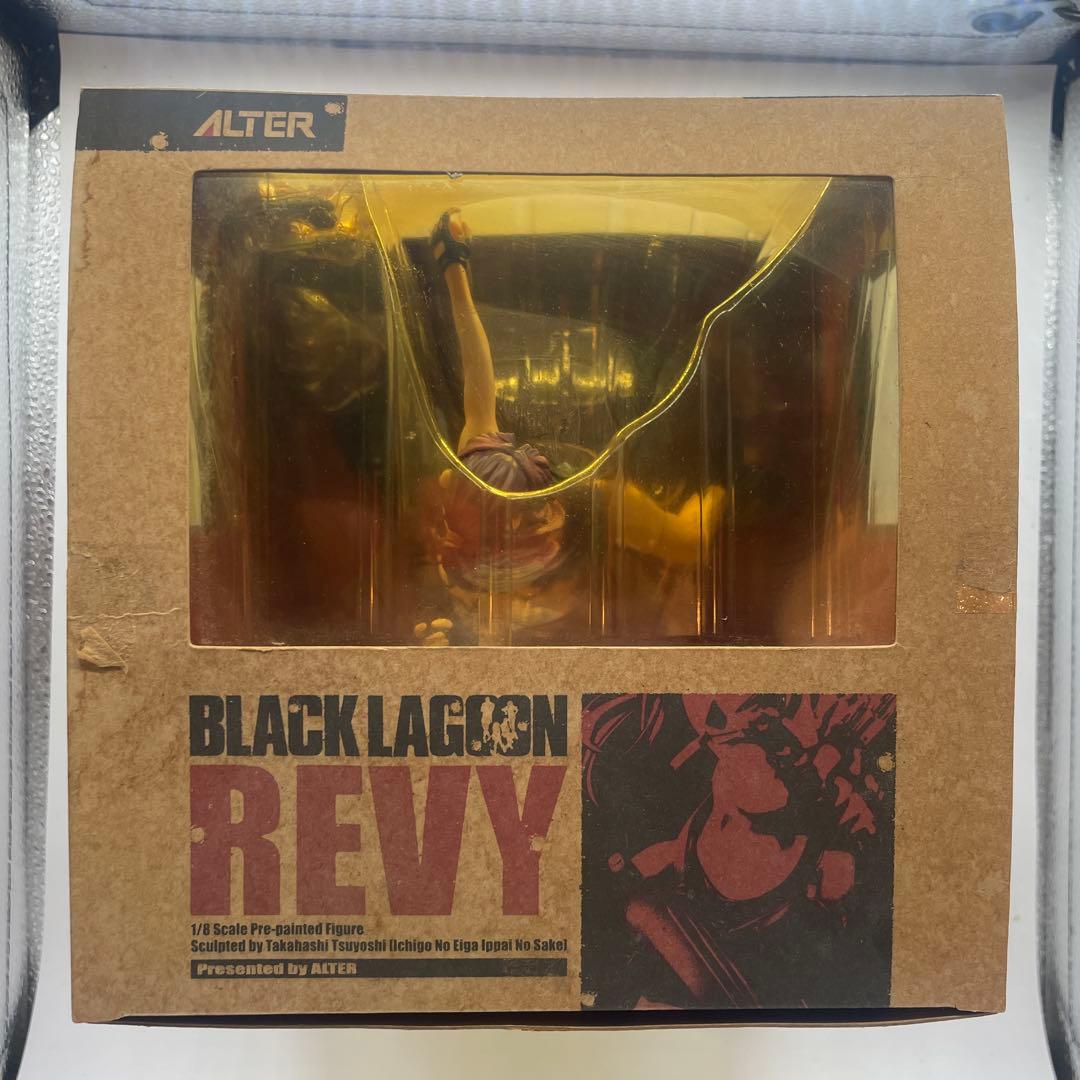 ALTER
BLACK LAGOON
REVY
1/8 Scale Pre-painted Figure
Sculpted by Takahashi Tsuyoshi [Ichigo No Eiga Ippai No Sake]
Presented by ALTER